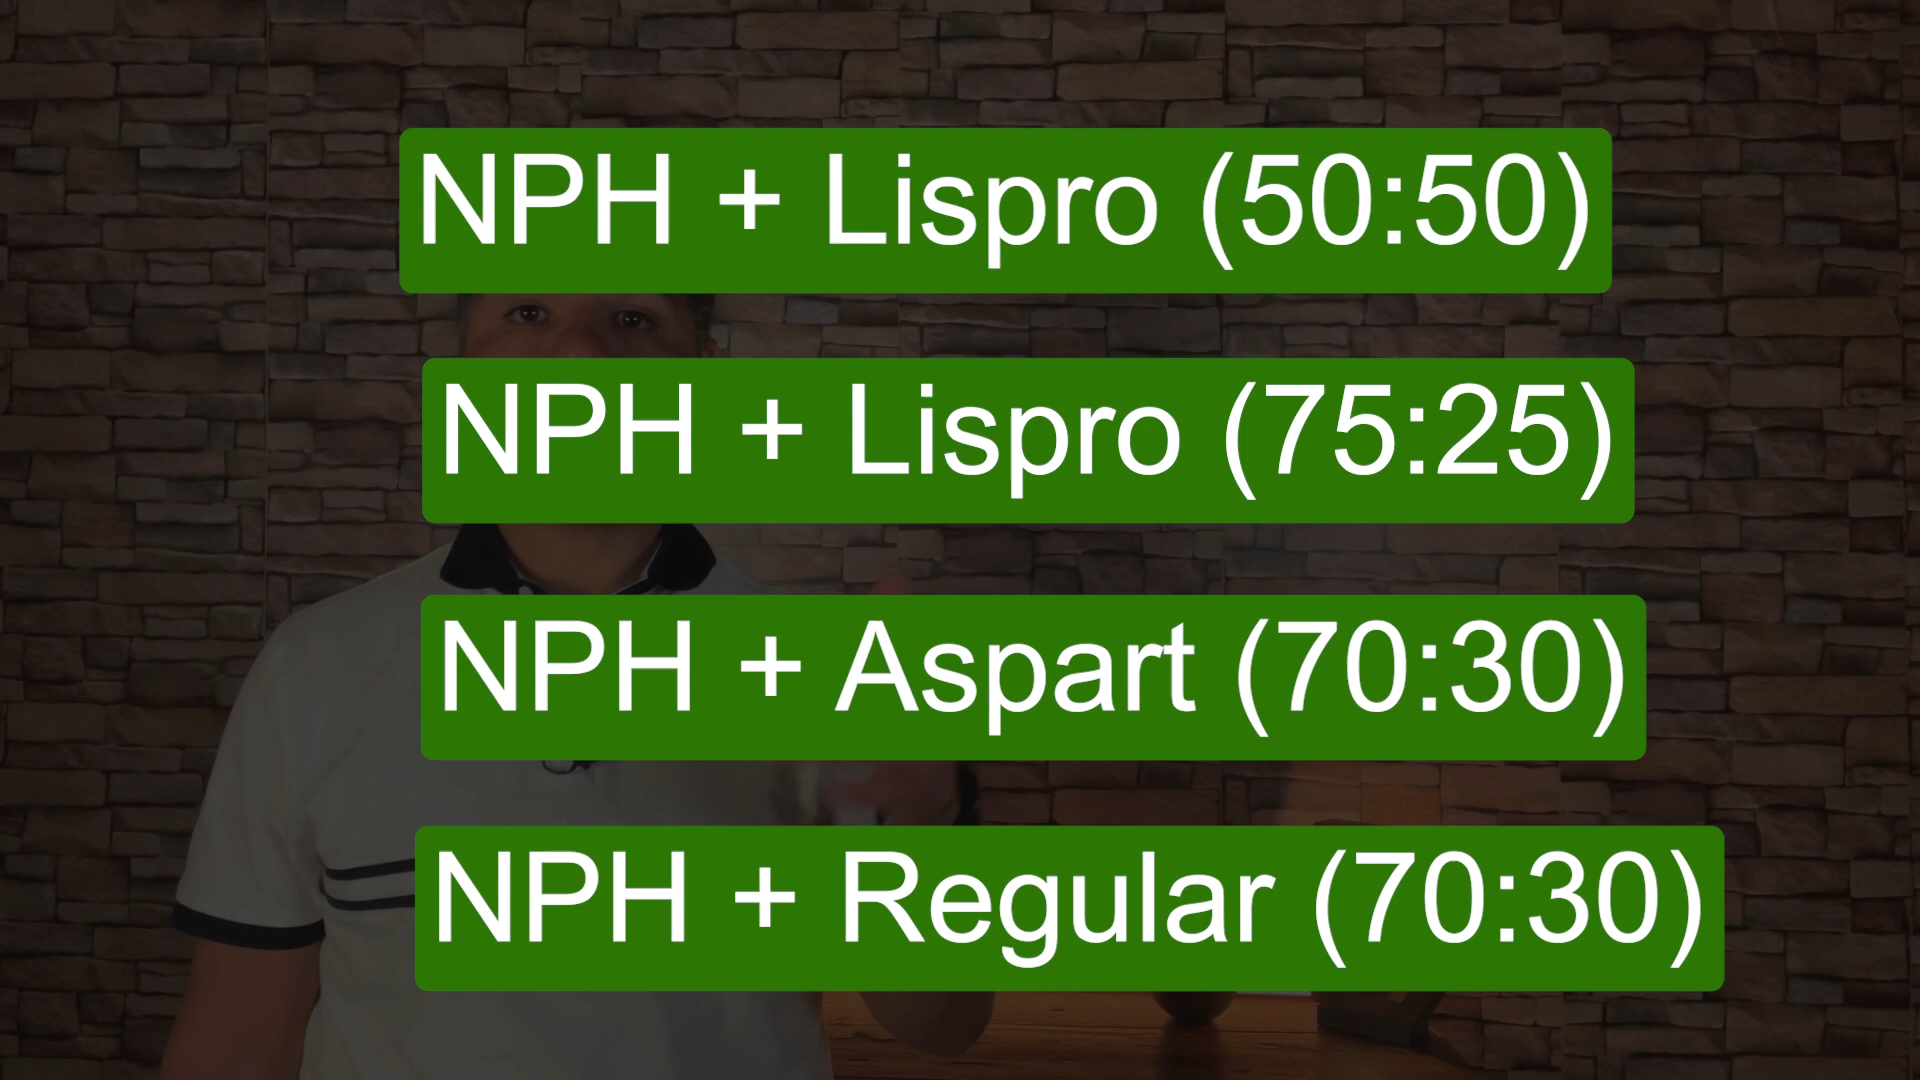 NPH + Lispro (50:50)
NPH + Lispro (75:25)
NPH + Aspart (70:30)
NPH + Regular (70:30)